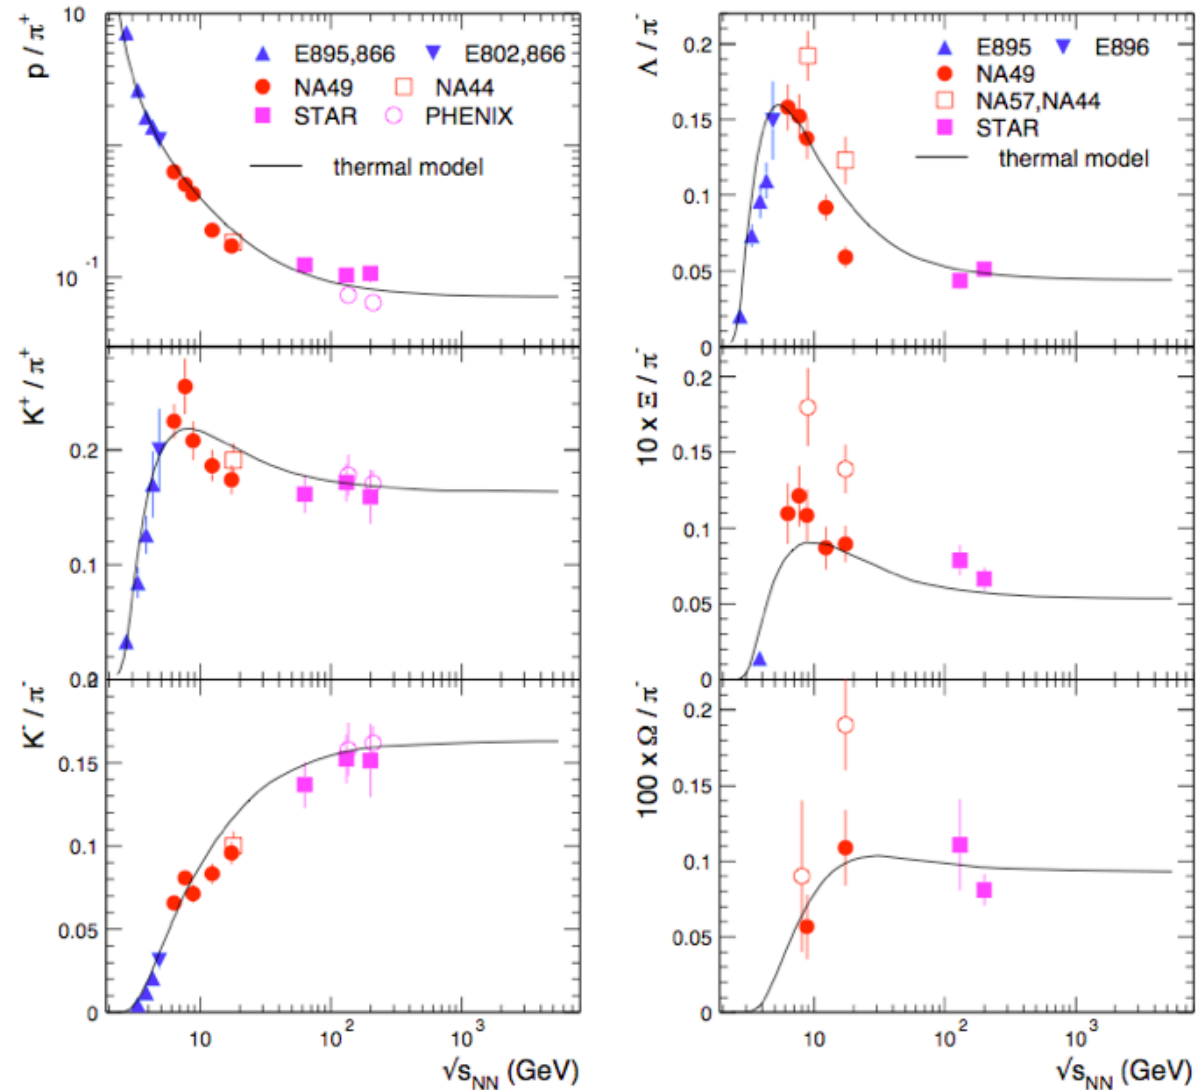 p / π⁺
10
10 ⁻¹
E895,866
E802,866
NA49
NA44
STAR
PHENIX
thermal model
K⁺ / π⁺
0.2
0.1
K⁻ / π⁻
0.15
0.1
0.05
0
10
10²
10³
√sNN (GeV)
Λ / π⁻
0.2
0.15
0.1
0.05
0
E895
E896
NA49
NA57,NA44
STAR
thermal model
10 x Ξ / π⁻
0.2
0.15
0.1
0.05
0
100 x Ω / π⁻
0.2
0.15
0.1
0.05
0
10
10²
10³
√sNN (GeV)